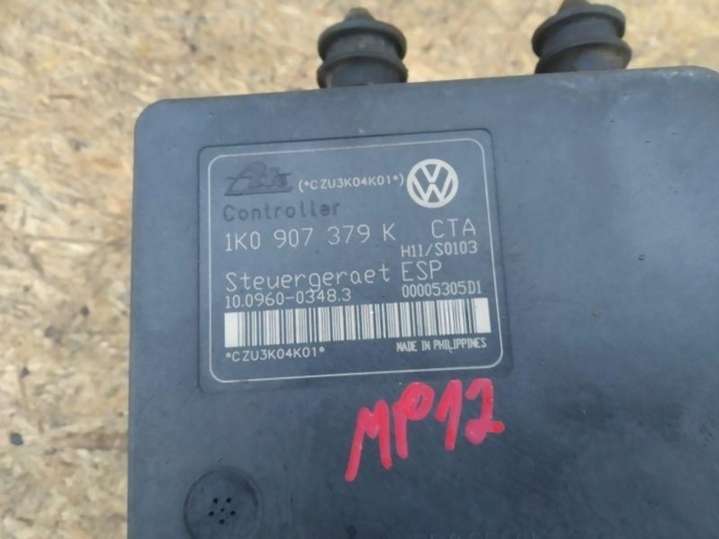 Ate (*CZU3K04K01*)
Controller
1K0 907 379 K CTA
H11/S0103
Steuergeraet ESP
10.0960-0348.3 00005305D1
*CZU3K04K01* MADE IN PHILIPPINES
MP12